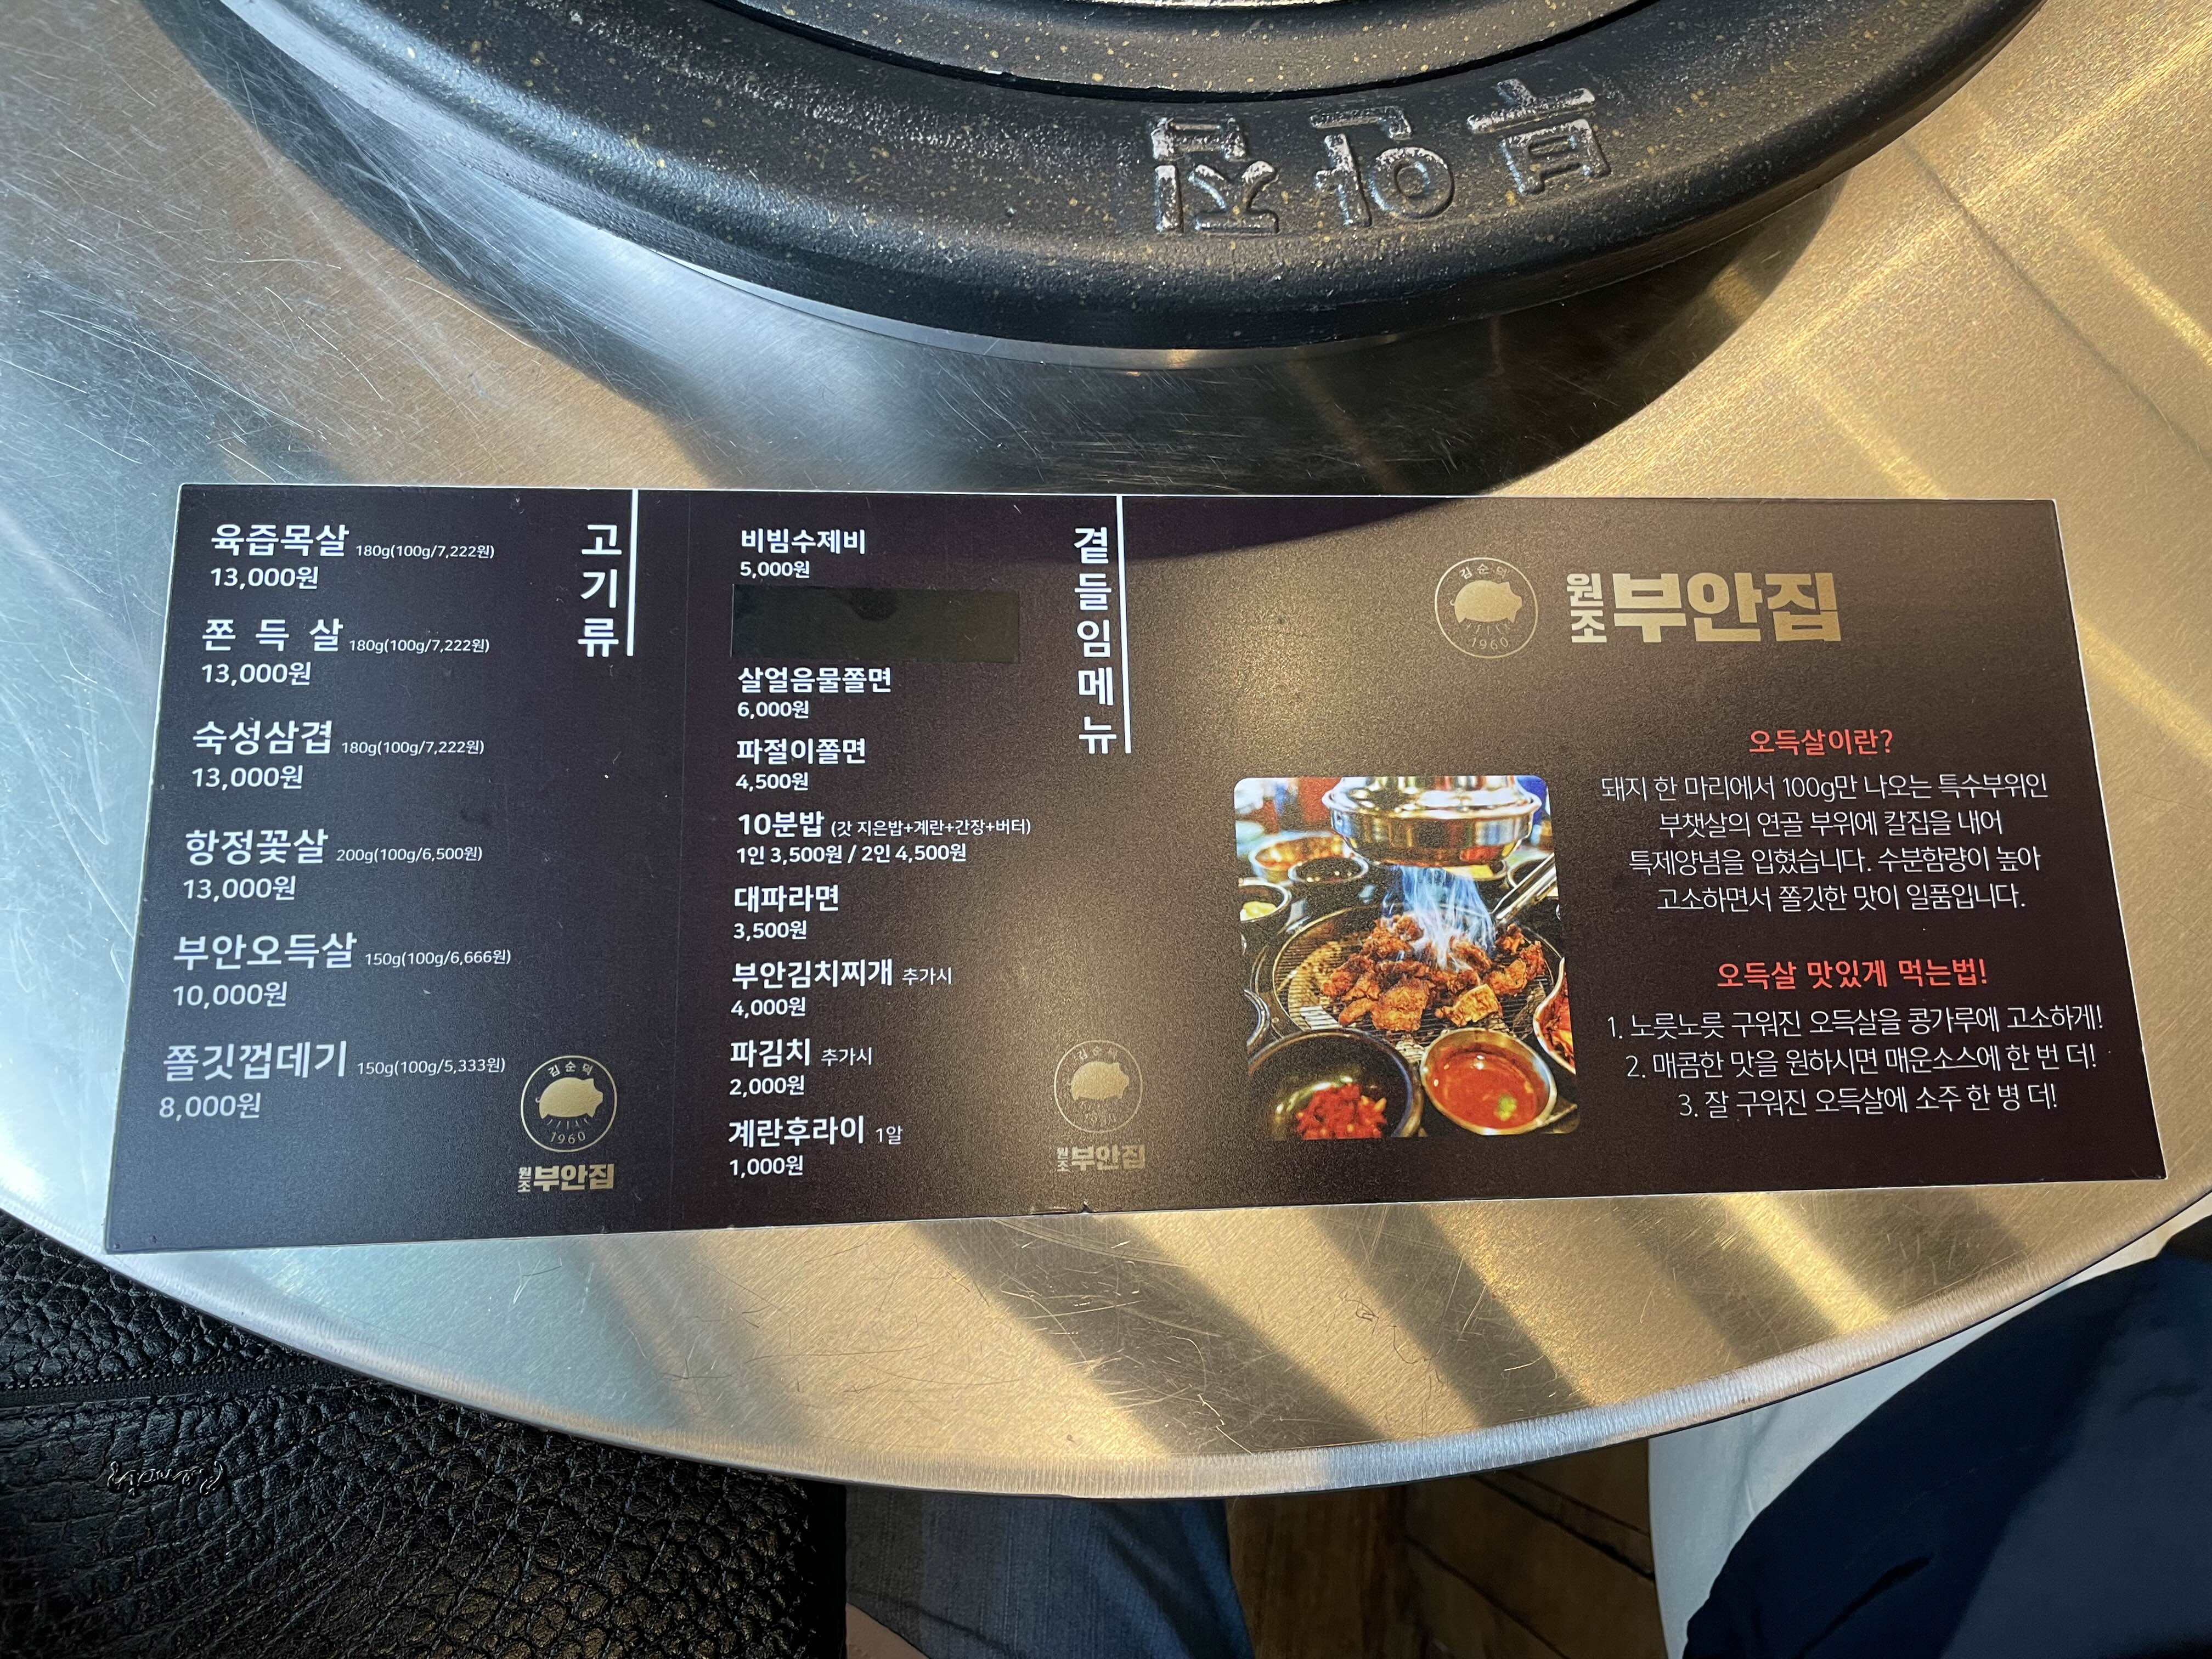 부안집
고기류
육즙목살 180g(100g/7,222원)
13,000원
쫀 득 살 180g(100g/7,222원)
13,000원
숙성삼겹 180g(100g/7,222원)
13,000원
항정꽃살 200g(100g/6,500원)
13,000원
부안오득살 150g(100g/6,666원)
10,000원
쫄깃껍데기 150g(100g/5,333원)
8,000원
김순덕
1960
원조 부안집
곁들임메뉴
비빔수제비
5,000원
살얼음물쫄면
6,000원
파절이쫄면
4,500원
10분밥 (갓 지은밥+계란+간장+버터)
1인 3,500원 / 2인 4,500원
대파라면
3,500원
부안김치찌개 추가시
4,000원
파김치 추가시
2,000원
계란후라이 1알
1,000원
김순덕
1960
원조 부안집
김순덕
1960
원조 부안집
오득살이란?
돼지 한 마리에서 100g만 나오는 특수부위인
부챗살의 연골 부위에 칼집을 내어
특제양념을 입혔습니다. 수분함량이 높아
고소하면서 쫄깃한 맛이 일품입니다.
오득살 맛있게 먹는법!
1. 노릇노릇 구워진 오득살을 콩가루에 고소하게!
2. 매콤한 맛을 원하시면 매운소스에 한 번 더!
3. 잘 구워진 오득살에 소주 한 병 더!